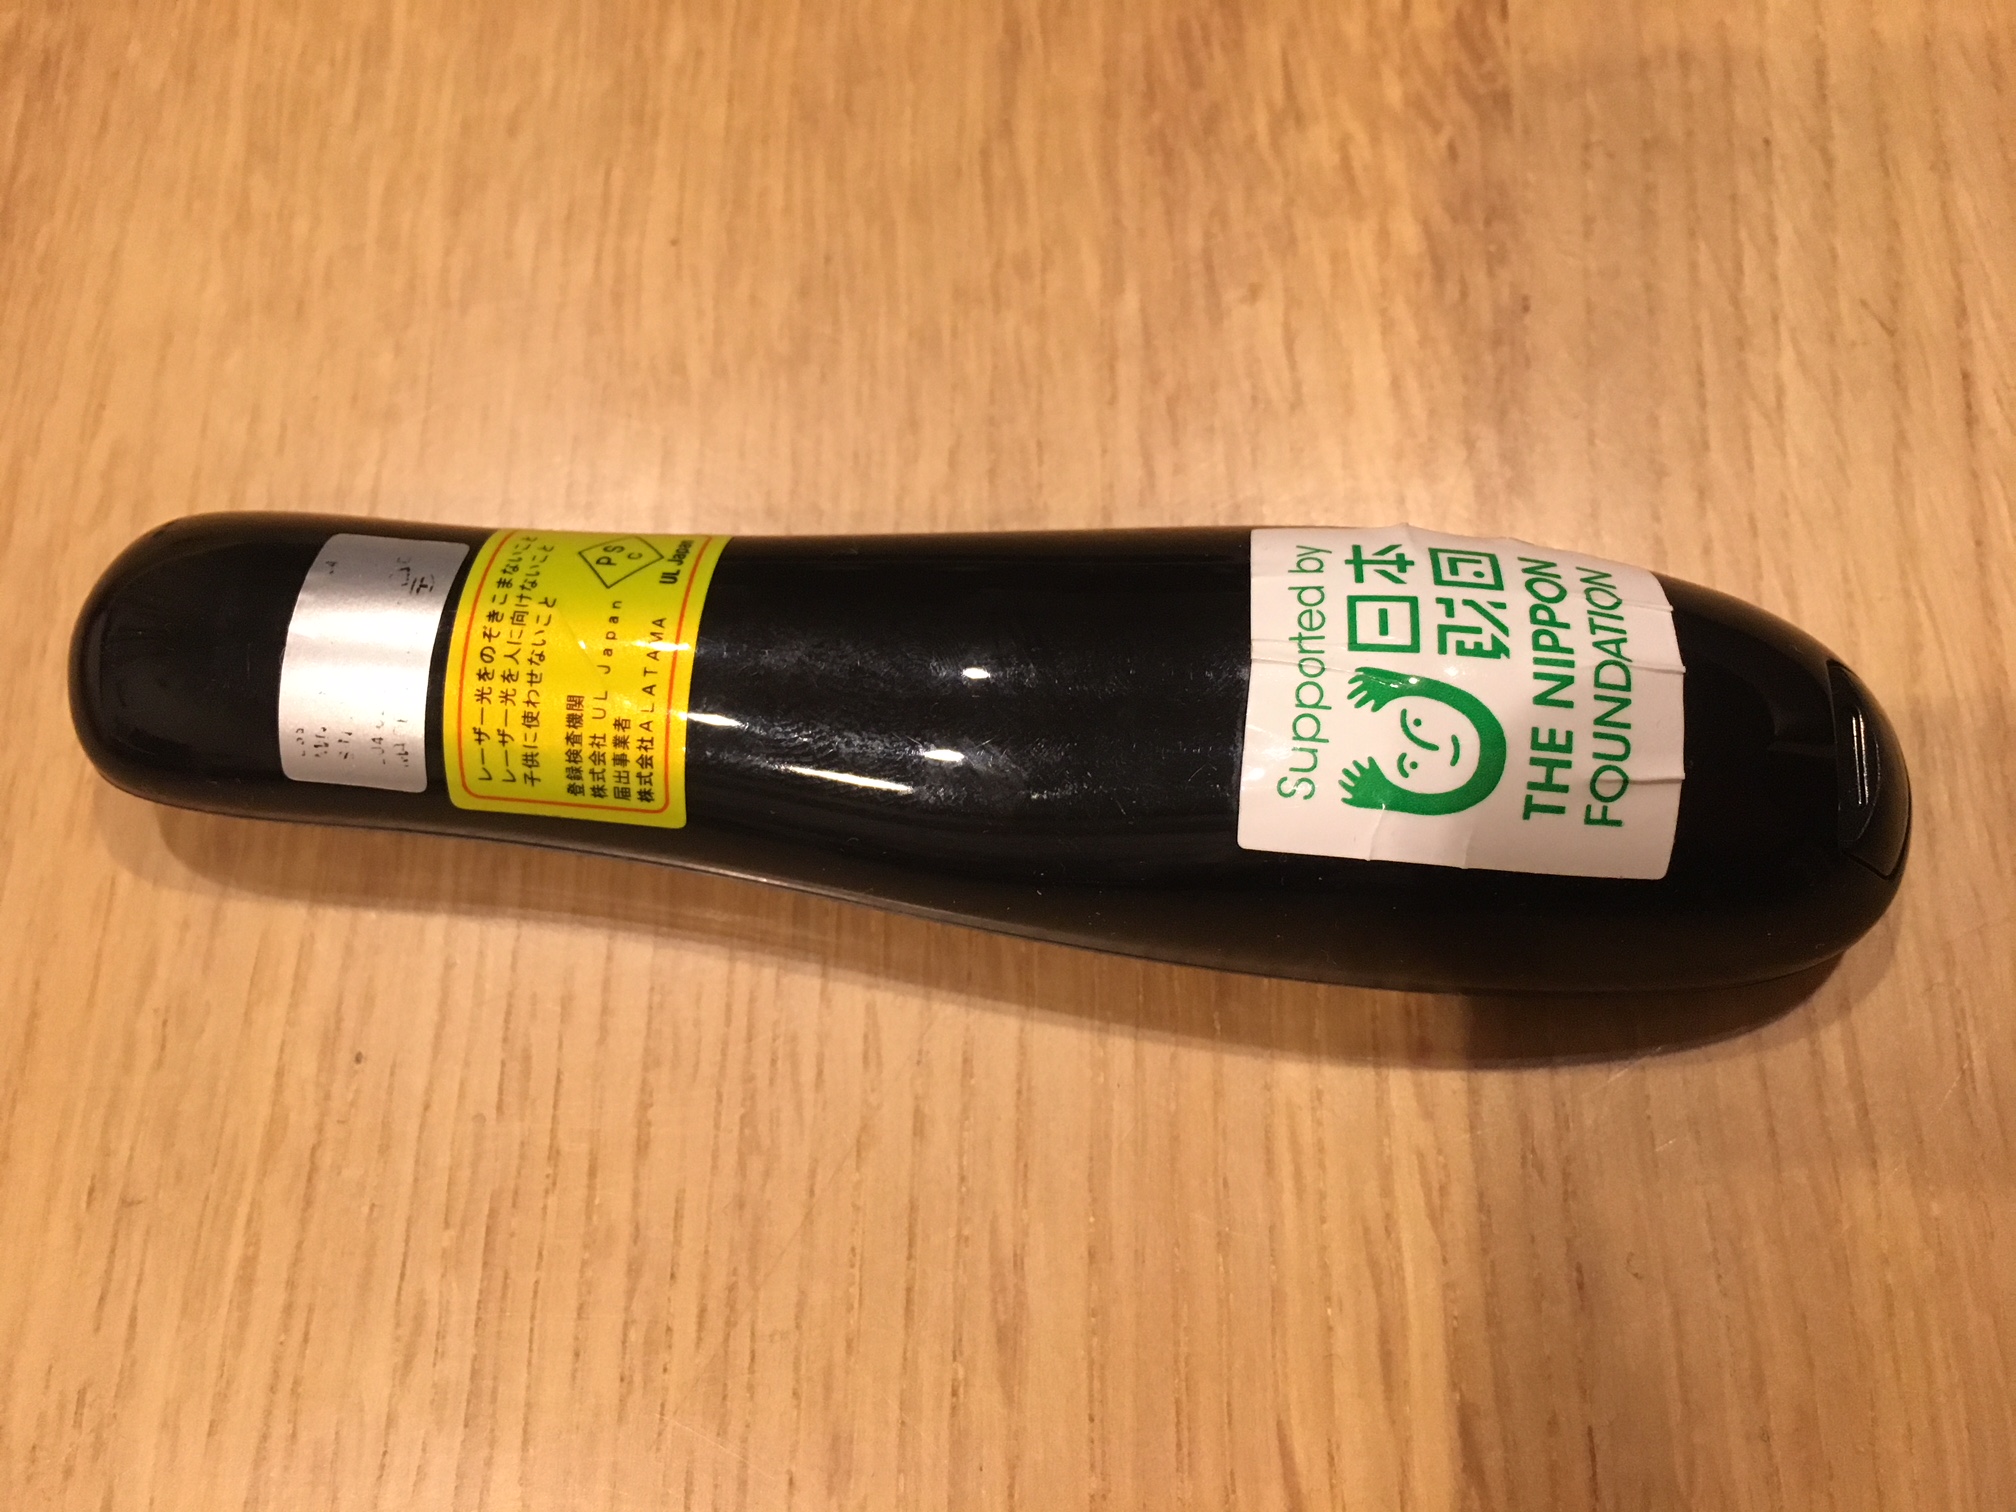 レーザー光をのぞきこまないこと
レーザー光を人に向けないこと
子供に使わせないこと
登録検査機関
株式会社UL Japan
届出事業者
株式会社ALATAMA
PSC
UL Japan
Supported by
日本
財団
THE NIPPON
FOUNDATION